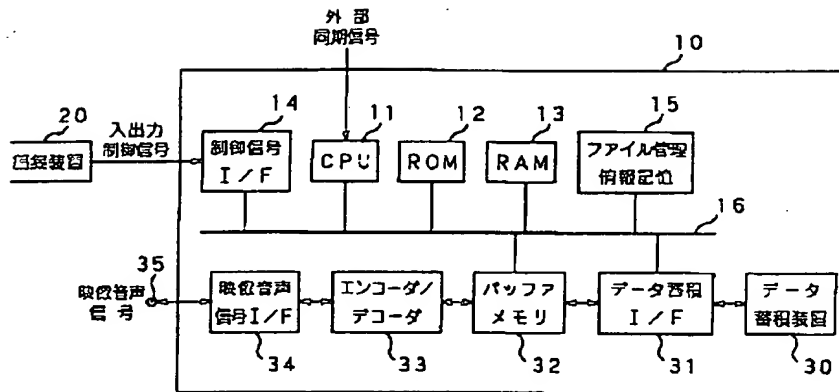 外部
同期信号
10
20
入出力
制御信号
14
制御信号
I/F
11
CPU
12
ROM
13
RAM
15
ファイル管理
情報記憶
16
35
映像音声
信号
映像音声
信号I/F
34
エンコーダ/
デコーダ
33
バッファ
メモリ
32
データ蓄積
I/F
31
データ
蓄積装置
30